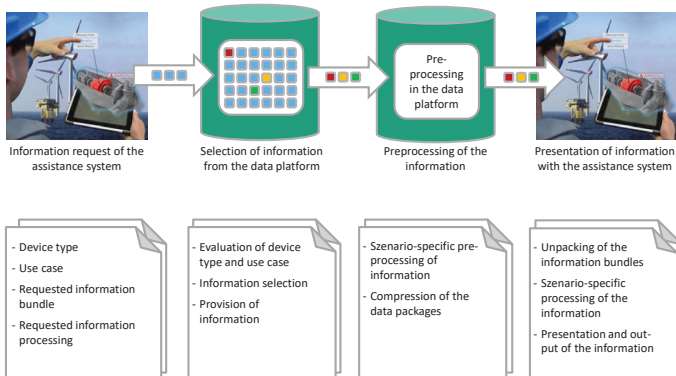 Pre-
processing
in the data
platform
Information request of the
assistance system
Selection of information
from the data platform
Preprocessing of the
information
Presentation of information
with the assistance system
- Device type
- Use case
- Requested information
bundle
- Requested information
processing
- Evaluation of device
type and use case
- Information selection
- Provision of
information
- Szenario-specific pre-
processing of
information
- Compression of the
data packages
- Unpacking of the
information bundles
- Szenario-specific
processing of the
information
- Presentation and out-
put of the information